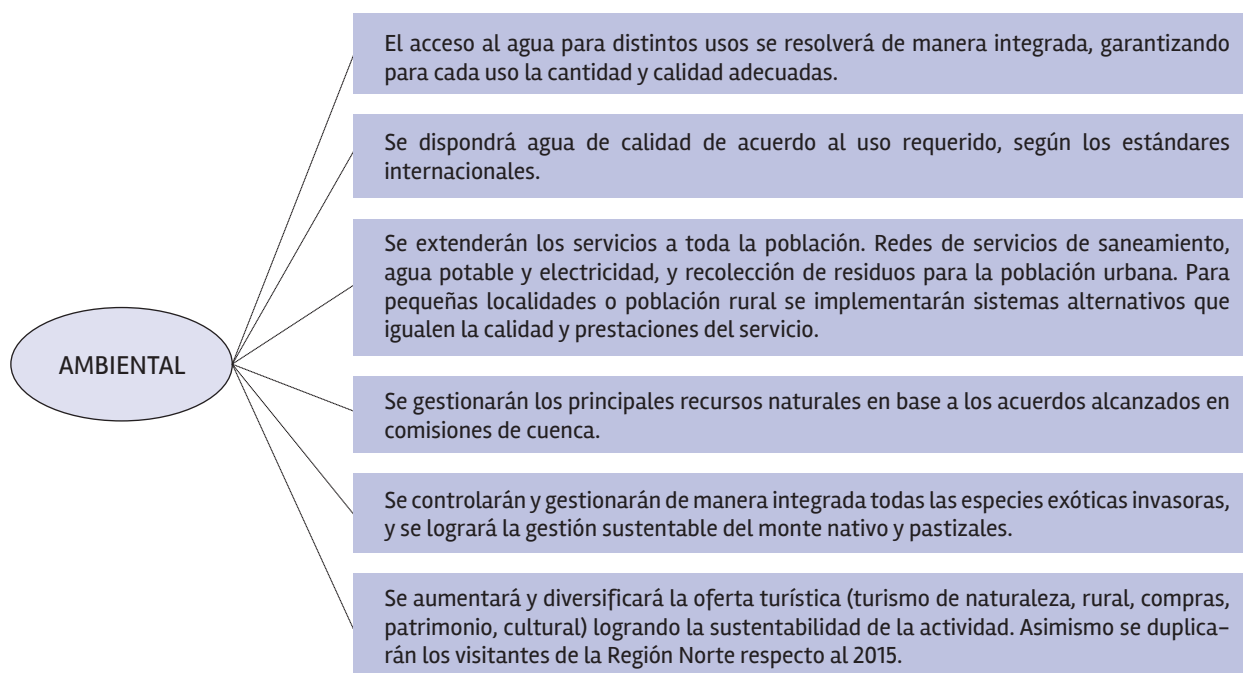 El acceso al agua para distintos usos se resolverá de manera integrada, garantizando
para cada uso la cantidad y calidad adecuadas.
Se dispondrá agua de calidad de acuerdo al uso requerido, según los estándares
internacionales.
Se extenderán los servicios a toda la población. Redes de servicios de saneamiento,
agua potable y electricidad, y recolección de residuos para la población urbana. Para
pequeñas localidades o población rural se implementarán sistemas alternativos que
igualen la calidad y prestaciones del servicio.
AMBIENTAL
Se gestionarán los principales recursos naturales en base a los acuerdos alcanzados en
comisiones de cuenca.
Se controlarán y gestionarán de manera integrada todas las especies exóticas invasoras,
y se logrará la gestión sustentable del monte nativo y pastizales.
Se aumentará y diversificará la oferta turística (turismo de naturaleza, rural, compras,
patrimonio, cultural) logrando la sustentabilidad de la actividad. Asimismo se duplica-
rán los visitantes de la Región Norte respecto al 2015.